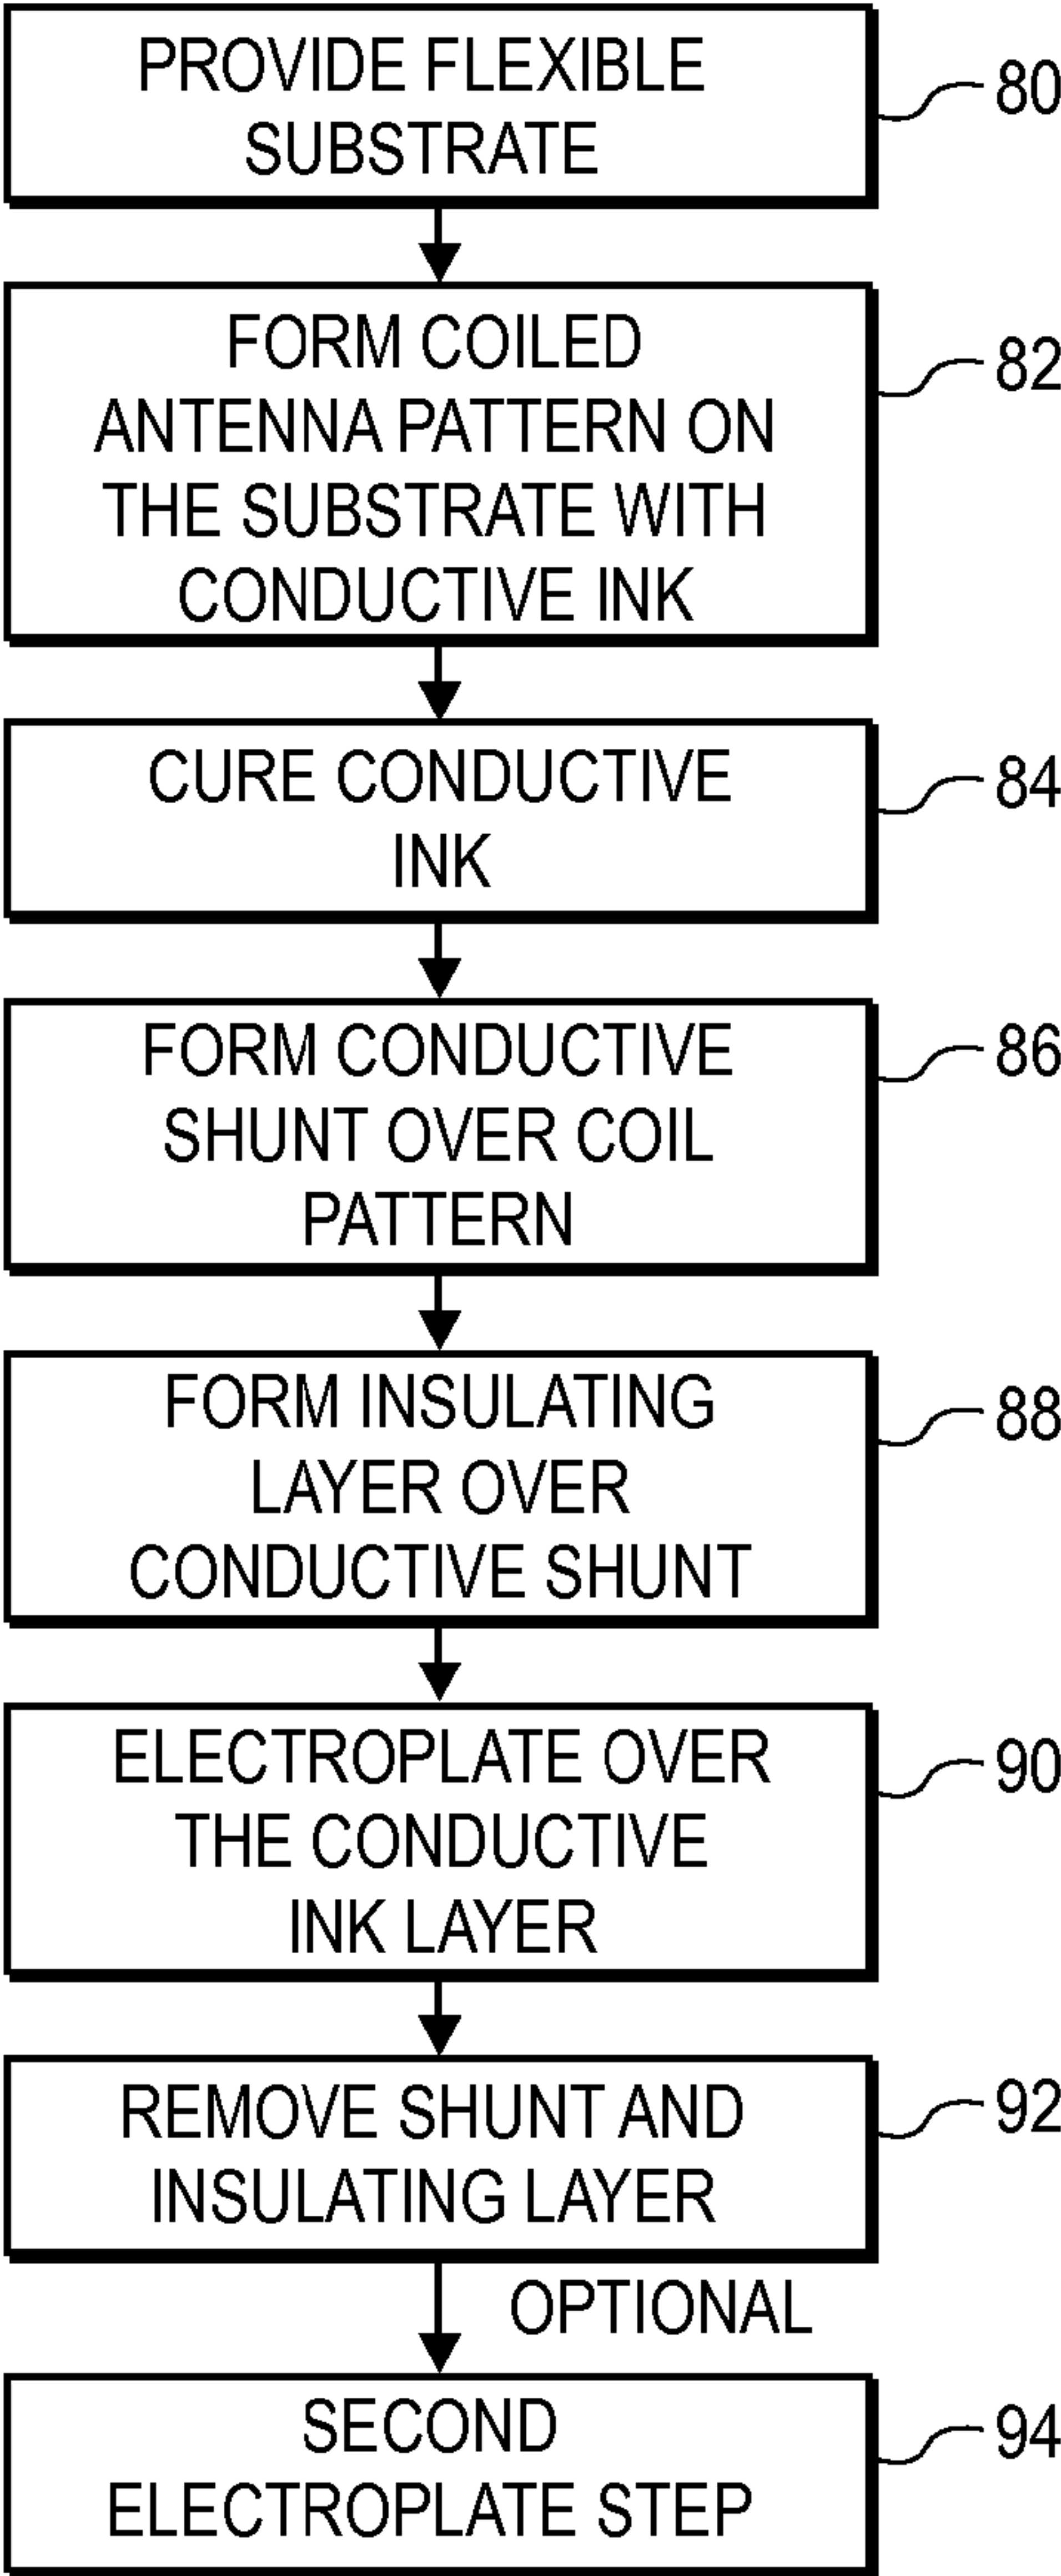 PROVIDE FLEXIBLE
SUBSTRATE
80
FORM COILED
ANTENNA PATTERN ON
THE SUBSTRATE WITH
CONDUCTIVE INK
82
CURE CONDUCTIVE
INK
84
FORM CONDUCTIVE
SHUNT OVER COIL
PATTERN
86
FORM INSULATING
LAYER OVER
CONDUCTIVE SHUNT
88
ELECTROPLATE OVER
THE CONDUCTIVE
INK LAYER
90
REMOVE SHUNT AND
INSULATING LAYER
92
OPTIONAL
SECOND
ELECTROPLATE STEP
94